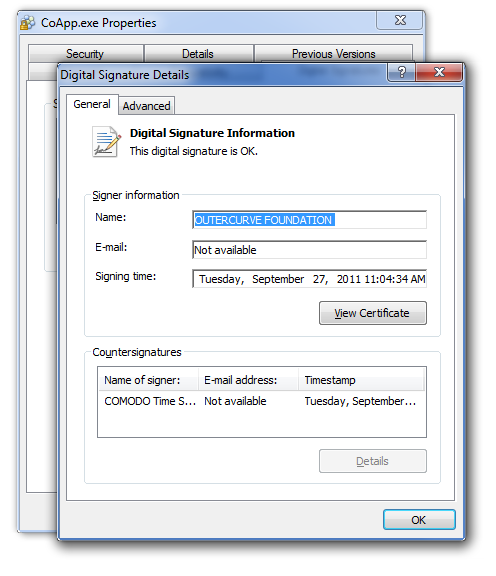 CoApp.exe Properties
Security Details Previous Versions
Digital Signature Details
General Advanced
Digital Signature Information
This digital signature is OK.
Signer information
Name: OUTERCURVE FOUNDATION
E-mail: Not available
Signing time: Tuesday, September 27, 2011 11:04:34 AM
View Certificate
Countersignatures
Name of signer: E-mail address: Timestamp
COMODO Time S... Not available Tuesday, September...
Details
OK